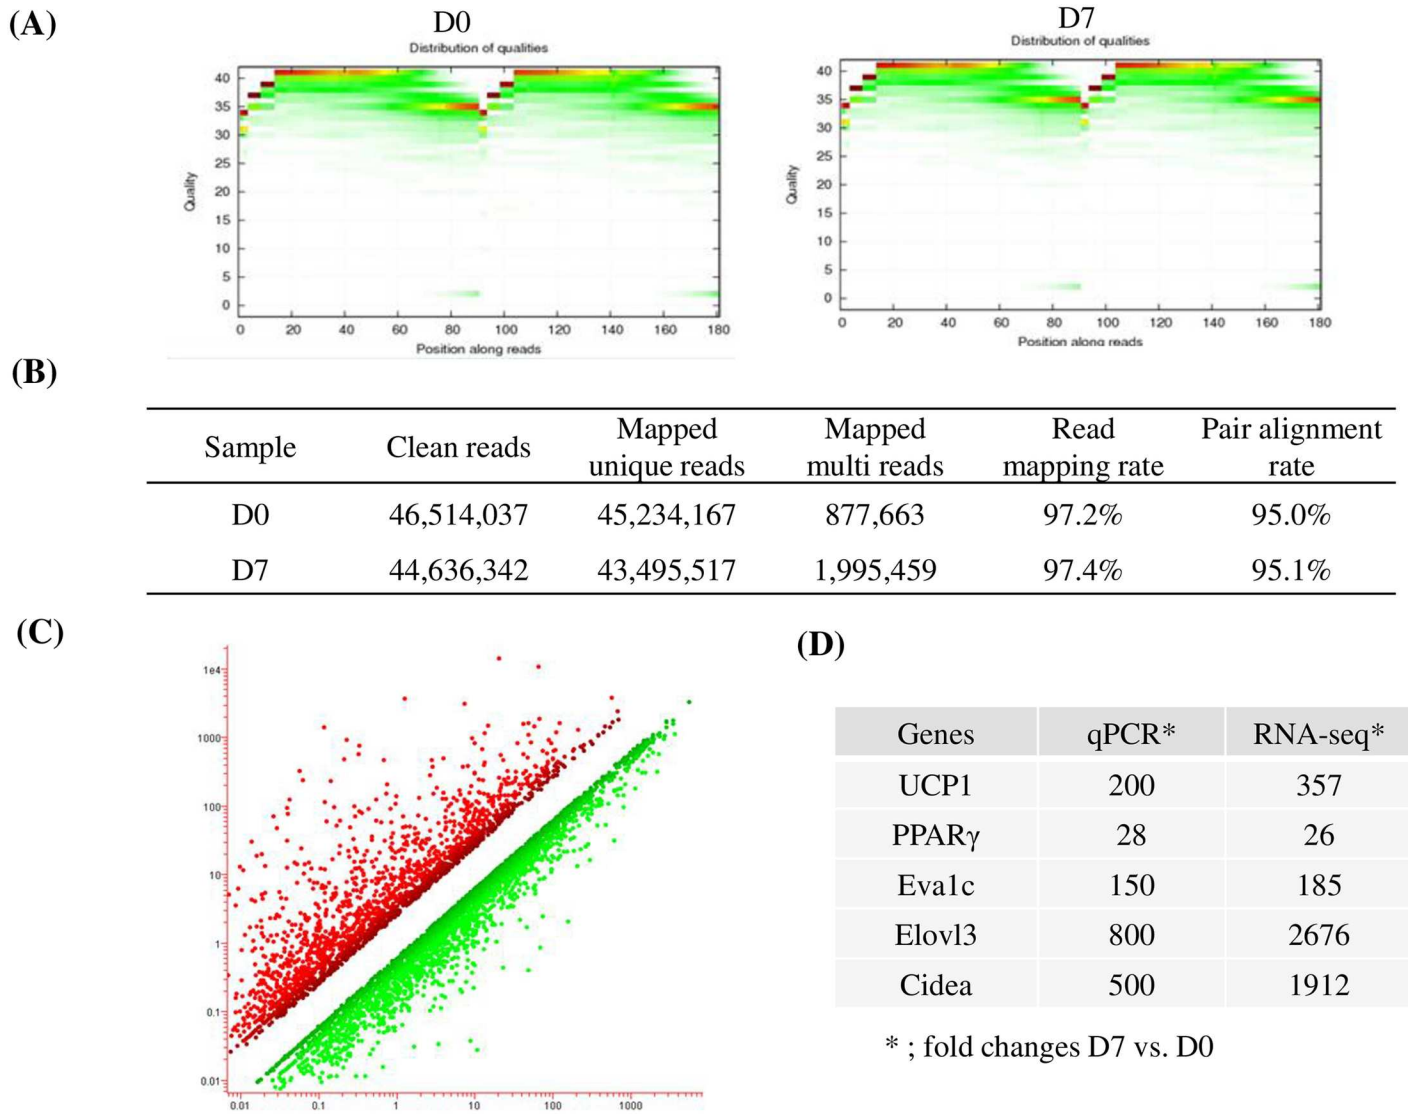 (A)
D0
Distribution of qualities
40
35
30
25
20
15
10
5
0
Quality
0 20 40 60 80 100 120 140 160 180
Position along reads
D7
Distribution of qualities
40
35
30
25
20
15
10
5
0
Quality
0 20 40 60 80 100 120 140 160 180
Position along reads
(B)
Sample Clean reads Mapped unique reads Mapped multi reads Read mapping rate Pair alignment rate
D0 46,514,037 45,234,167 877,663 97.2% 95.0%
D7 44,636,342 43,495,517 1,995,459 97.4% 95.1%
(C)
1e4
1000
100
10
1
0.1
0.01
0.01 0.1 1 10 100 1000
(D)
Genes qPCR* RNA-seq*
UCP1 200 357
PPARγ 28 26
Eva1c 150 185
Elovl3 800 2676
Cidea 500 1912
* ; fold changes D7 vs. D0